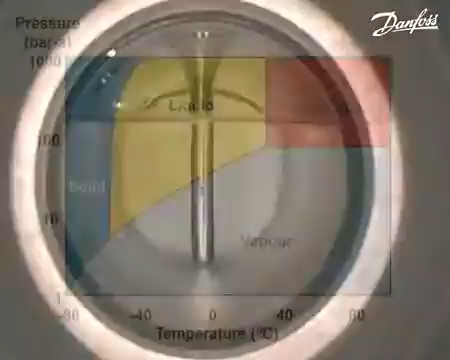 Danfoss
Pressure
(bar.a)
1000
Liquid
100
Solid
10
Vapour
1
-80 -40 0 40 80
Temperature (°C)